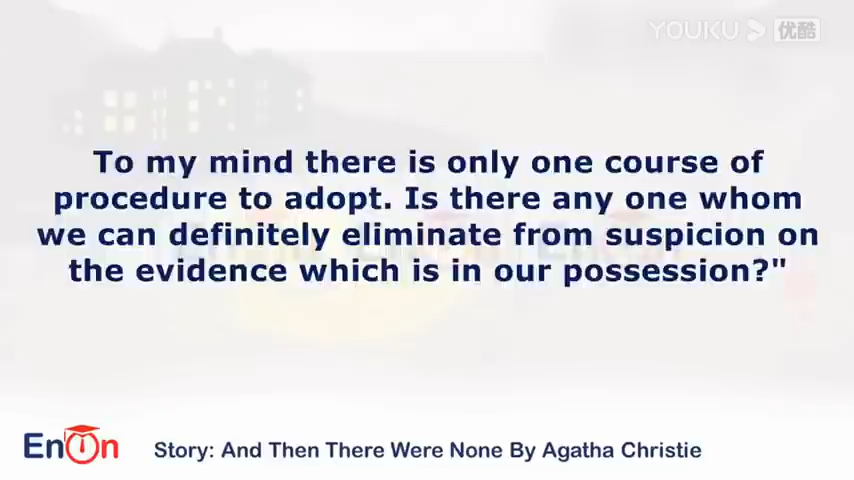 YOUKU 优酷
To my mind there is only one course of
procedure to adopt. Is there any one whom
we can definitely eliminate from suspicion on
the evidence which is in our possession?"
EnOn
Story: And Then There Were None By Agatha Christie